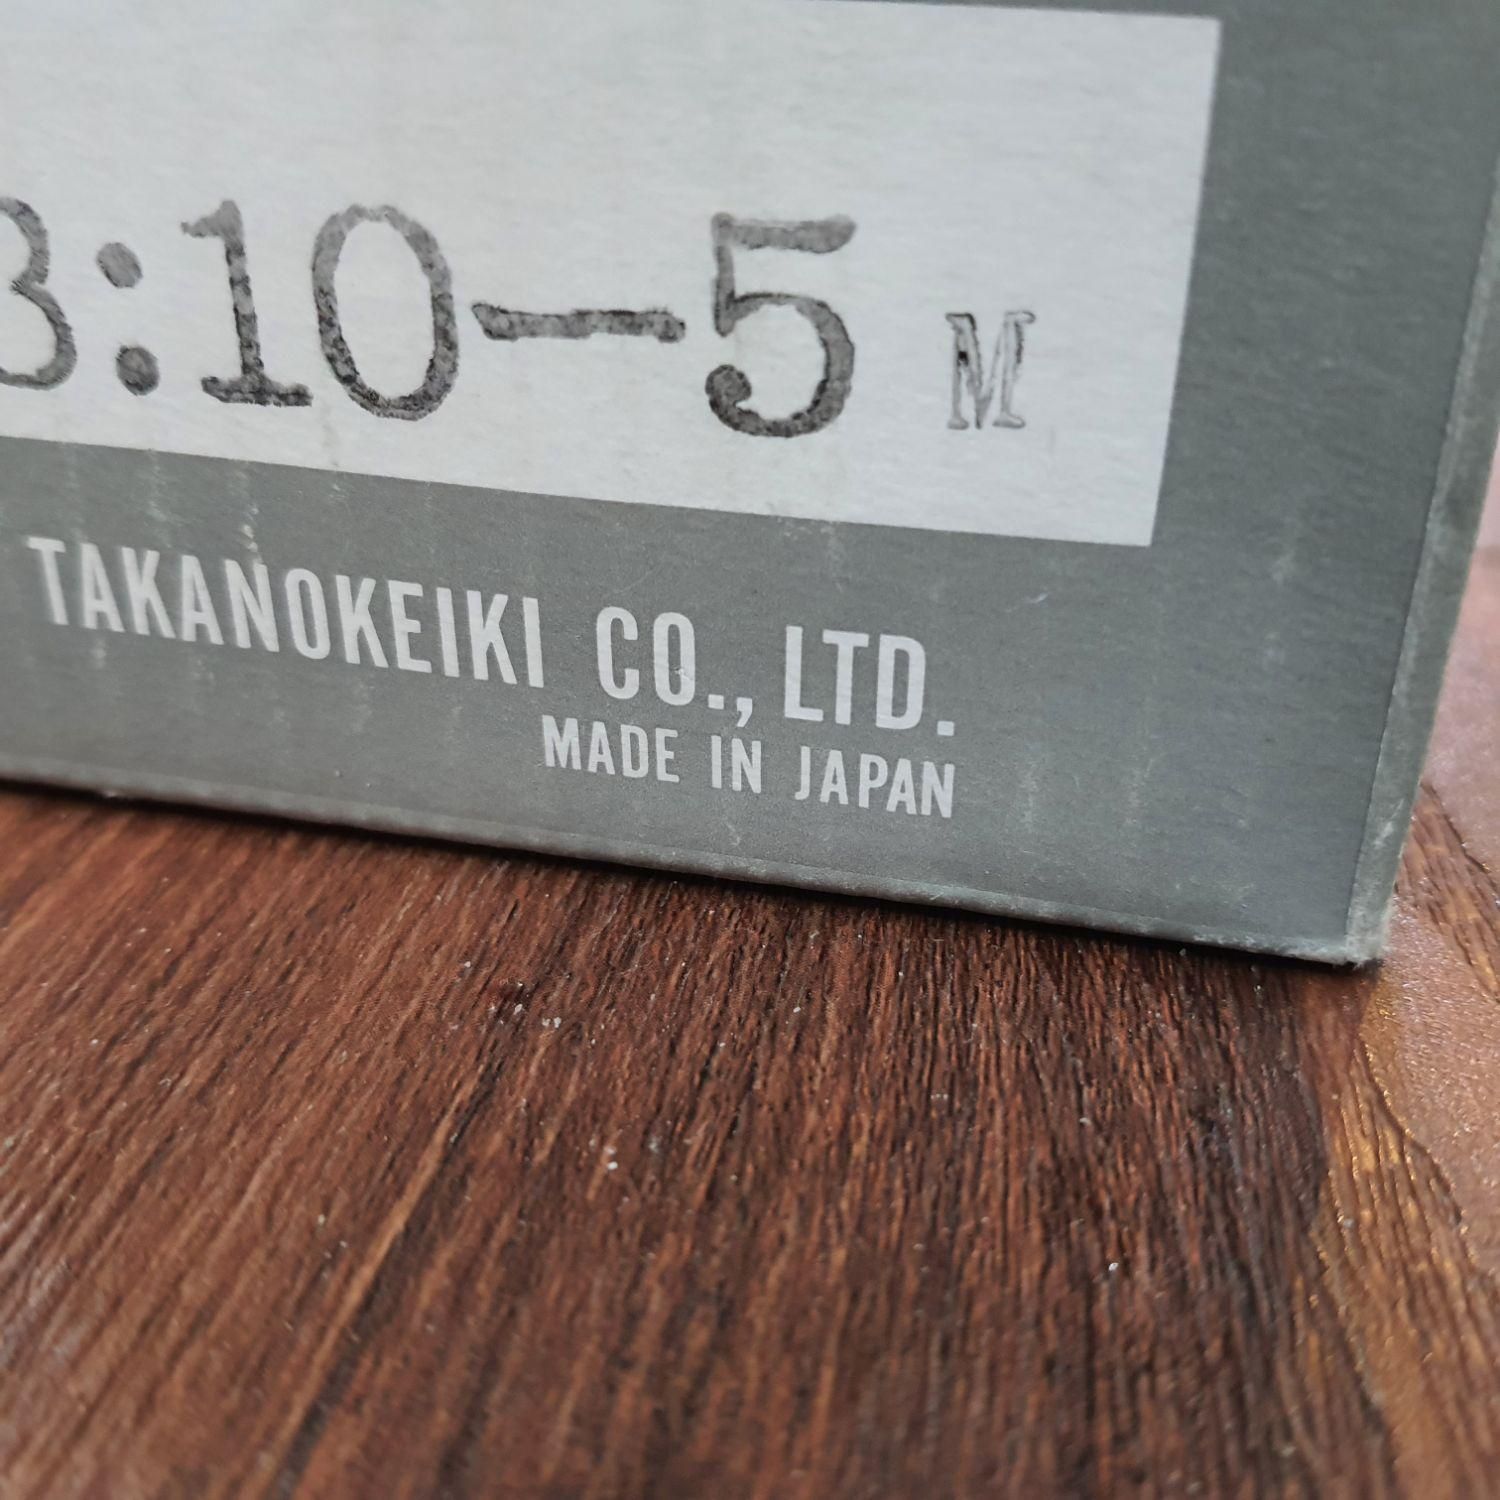 3:10-5 M
TAKANOKEIKI CO., LTD.
MADE IN JAPAN